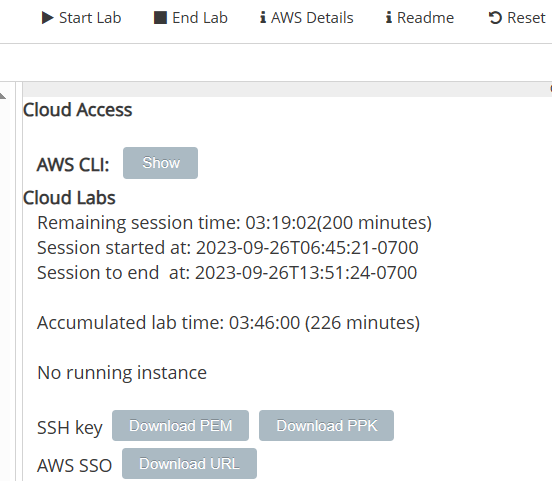 Start Lab End Lab AWS Details Readme Reset
Cloud Access
AWS CLI: Show
Cloud Labs
Remaining session time: 03:19:02(200 minutes)
Session started at: 2023-09-26T06:45:21-0700
Session to end at: 2023-09-26T13:51:24-0700
Accumulated lab time: 03:46:00 (226 minutes)
No running instance
SSH key Download PEM Download PPK
AWS SSO Download URL